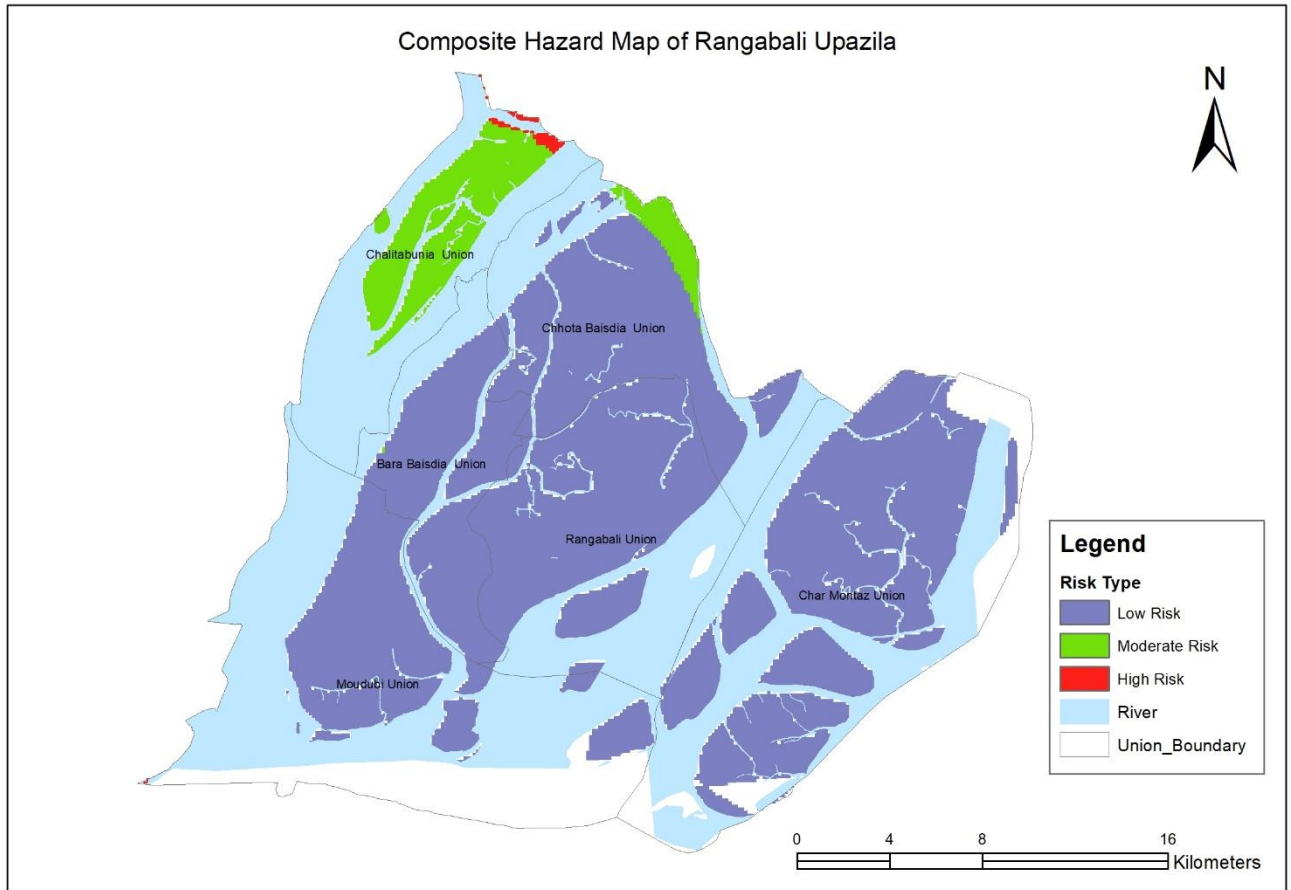 Composite Hazard Map of Rangabali Upazila
N
Chalitabunia Union
Chhota Baisdia Union
Bara Baisdia Union
Rangabali Union
Char Montaz Union
Moudubi Union
Legend
Risk Type
Low Risk
Moderate Risk
High Risk
River
Union_Boundary
0 4 8 16
Kilometers